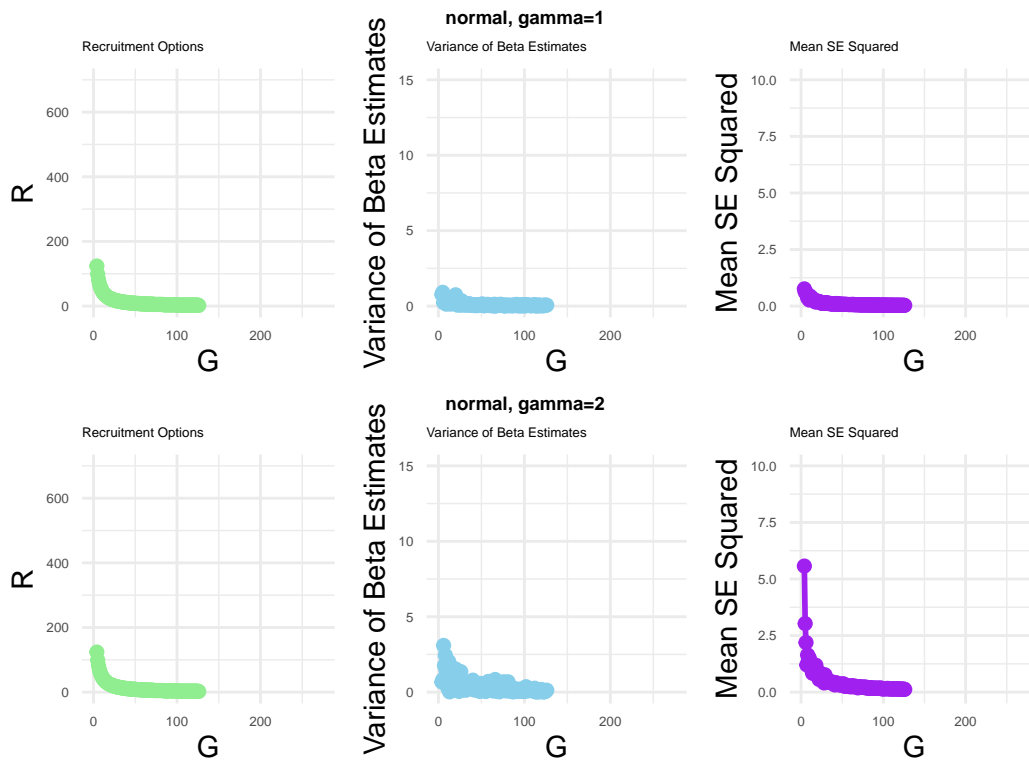 normal, gamma=1
Recruitment Options
R
600
400
200
0
0
100
200
G
Variance of Beta Estimates
Variance of Beta Estimates
15
10
5
0
0
100
200
G
Mean SE Squared
Mean SE Squared
10.0
7.5
5.0
2.5
0.0
0
100
200
G
normal, gamma=2
Recruitment Options
R
600
400
200
0
0
100
200
G
Variance of Beta Estimates
Variance of Beta Estimates
15
10
5
0
0
100
200
G
Mean SE Squared
Mean SE Squared
10.0
7.5
5.0
2.5
0.0
0
100
200
G